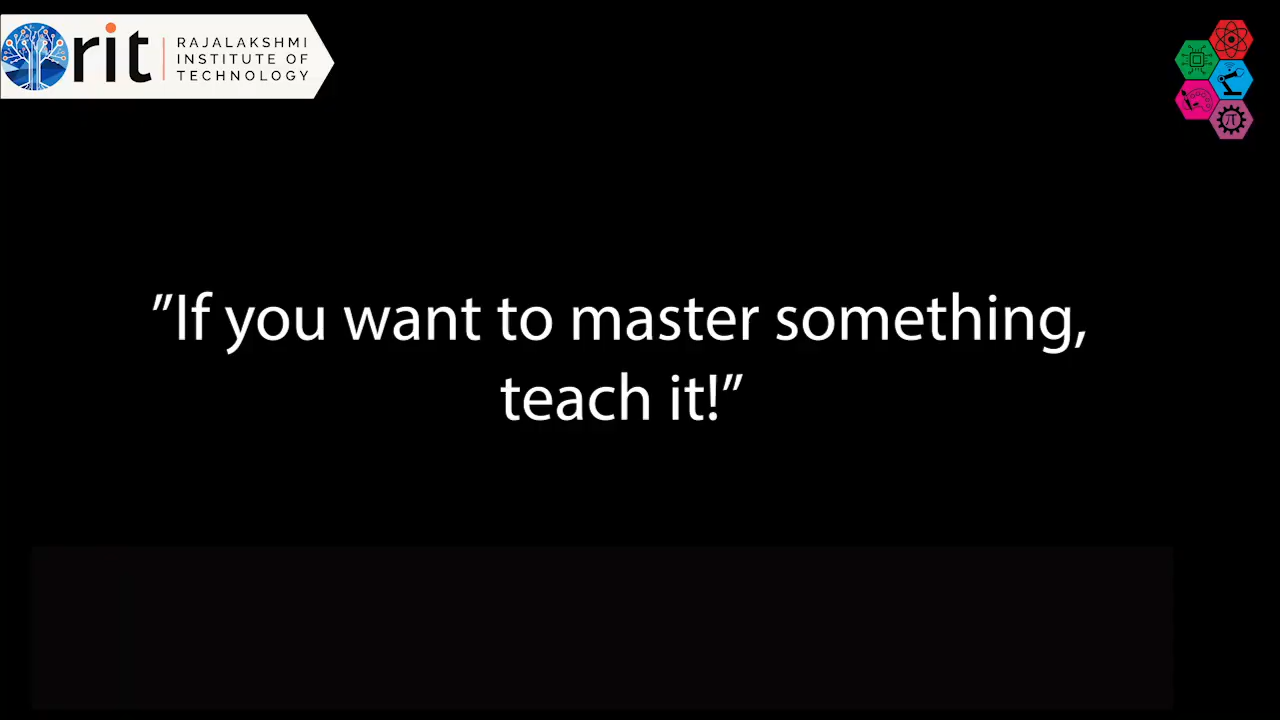 rit
RAJALAKSHMI
INSTITUTE OF
TECHNOLOGY
π
”If you want to master something,
teach it!”